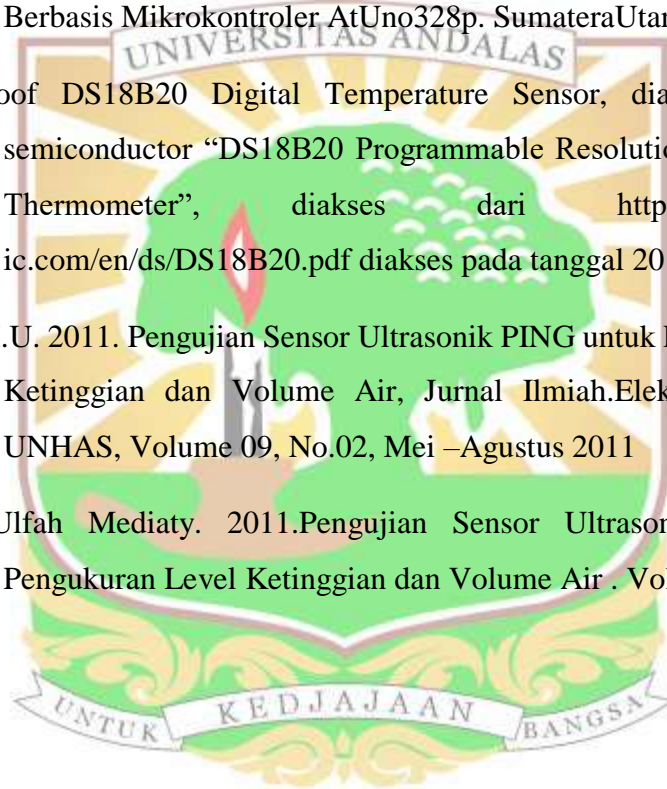 Berbasis Mikrokontroler AtUno328p. SumateraUtan
UNIVERSITAS ANDALAS
oof DS18B20 Digital Temperature Sensor, dia
semiconductor “DS18B20 Programmable Resolutio
Thermometer”, diakses dari http
ic.com/en/ds/DS18B20.pdf diakses pada tanggal 20
.U. 2011. Pengujian Sensor Ultrasonik PING untuk
Ketinggian dan Volume Air, Jurnal Ilmiah.Elek
UNHAS, Volume 09, No.02, Mei –Agustus 2011
Ulfah Mediaty. 2011.Pengujian Sensor Ultrason
Pengukuran Level Ketinggian dan Volume Air . Vol
UNTUK KEDJAJAAN BANGSA